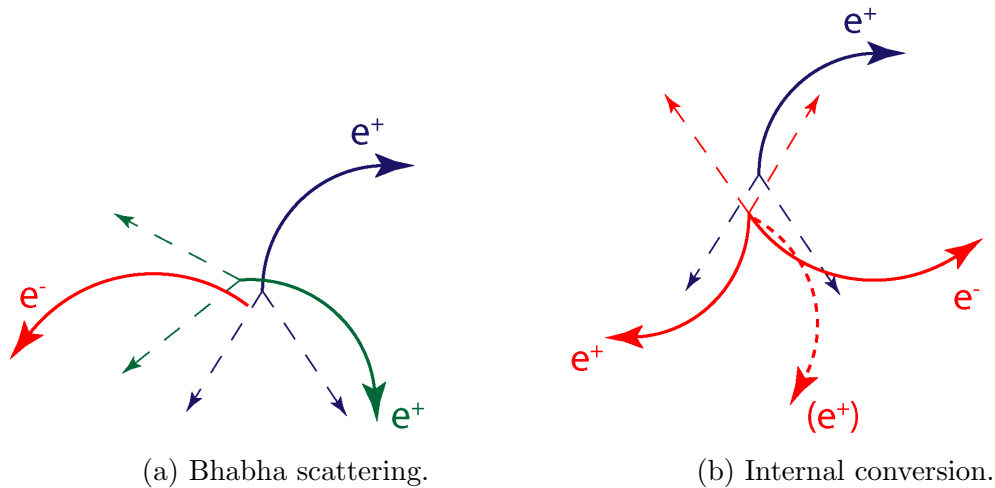 e⁺
e⁻
e⁺
(a) Bhabha scattering.
e⁺
e⁺
e⁻
(e⁺)
(b) Internal conversion.